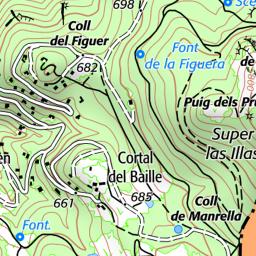 698
Coll
del Figuer
Font
de la Figuera
682
de
Puig dels
Super
las Illas
Cortal
del Baille
685
661
Coll
de Manrella
Font.